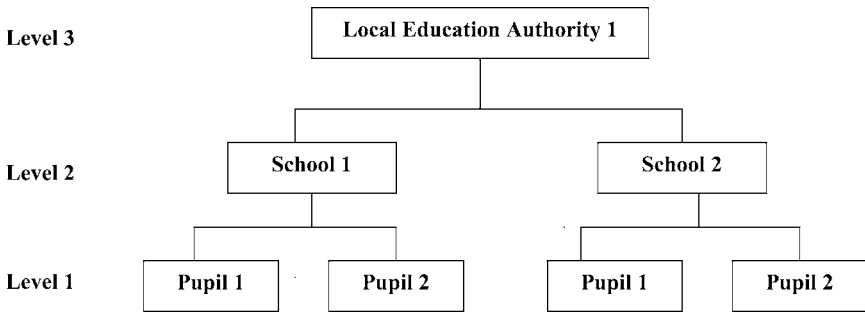 Level 3
Local Education Authority 1
Level 2
School 1
School 2
Level 1
Pupil 1
Pupil 2
Pupil 1
Pupil 2